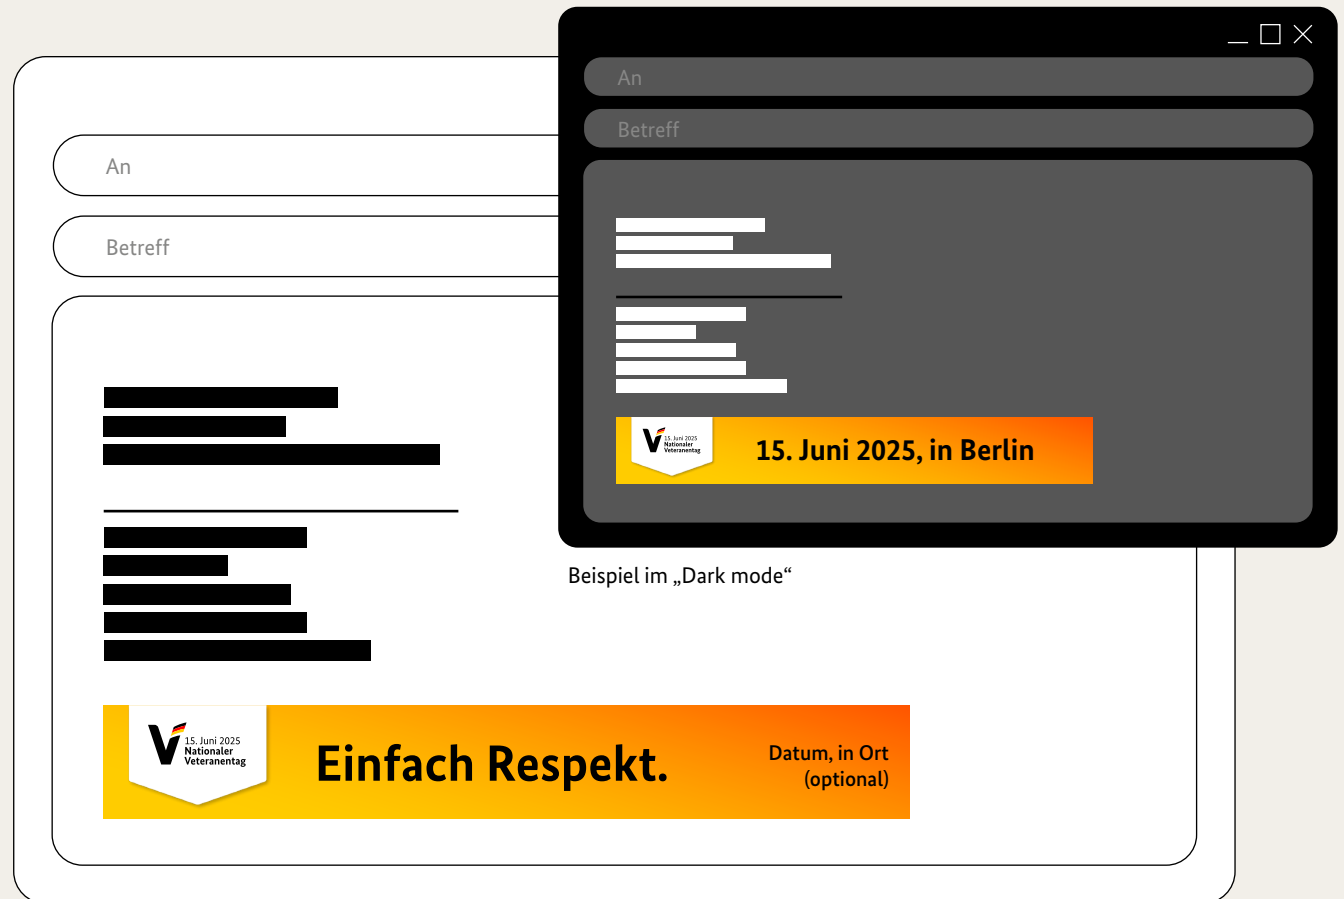 An
Betreff
15. Juni 2025
Nationaler
Veteranentag
Einfach Respekt.
Datum, in Ort
(optional)
An
Betreff
15. Juni 2025
Nationaler
Veteranentag
15. Juni 2025, in Berlin
Beispiel im „Dark mode“